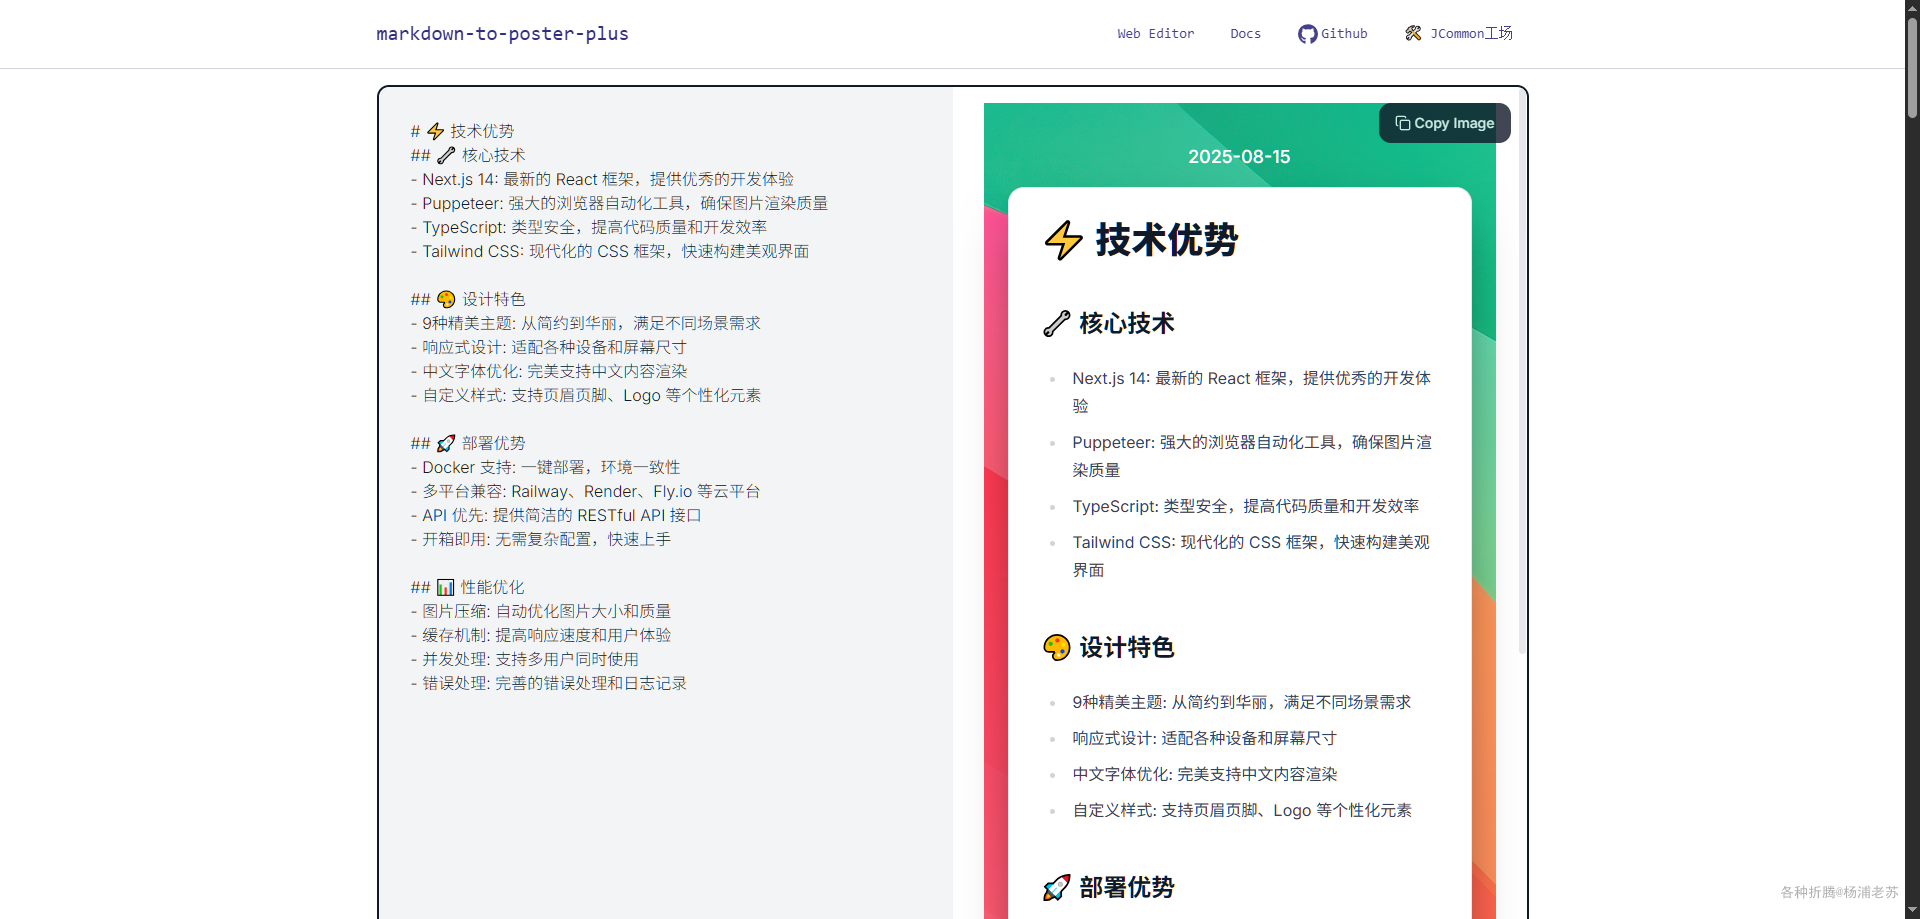 markdown-to-poster-plus
Web Editor
Docs
Github
🛠 JCommon工场
# ⚡ 技术优势
## 🔧 核心技术
- Next.js 14: 最新的 React 框架，提供优秀的开发体验
- Puppeteer: 强大的浏览器自动化工具，确保图片渲染质量
- TypeScript: 类型安全，提高代码质量和开发效率
- Tailwind CSS: 现代化的 CSS 框架，快速构建美观界面
## 🎨 设计特色
- 9种精美主题: 从简约到华丽，满足不同场景需求
- 响应式设计: 适配各种设备和屏幕尺寸
- 中文字体优化: 完美支持中文内容渲染
- 自定义样式: 支持页眉页脚、Logo 等个性化元素
## 🚀 部署优势
- Docker 支持: 一键部署，环境一致性
- 多平台兼容: Railway、Render、Fly.io 等云平台
- API 优先: 提供简洁的 RESTful API 接口
- 开箱即用: 无需复杂配置，快速上手
## 📊 性能优化
- 图片压缩: 自动优化图片大小和质量
- 缓存机制: 提高响应速度和用户体验
- 并发处理: 支持多用户同时使用
- 错误处理: 完善的错误处理和日志记录
Copy Image
2025-08-15
⚡ 技术优势
🔧 核心技术
Next.js 14: 最新的 React 框架，提供优秀的开发体
验
Puppeteer: 强大的浏览器自动化工具，确保图片渲
染质量
TypeScript: 类型安全，提高代码质量和开发效率
Tailwind CSS: 现代化的 CSS 框架，快速构建美观
界面
🎨 设计特色
9种精美主题: 从简约到华丽，满足不同场景需求
响应式设计: 适配各种设备和屏幕尺寸
中文字体优化: 完美支持中文内容渲染
自定义样式: 支持页眉页脚、Logo 等个性化元素
🚀 部署优势
各种折腾@杨浦老苏